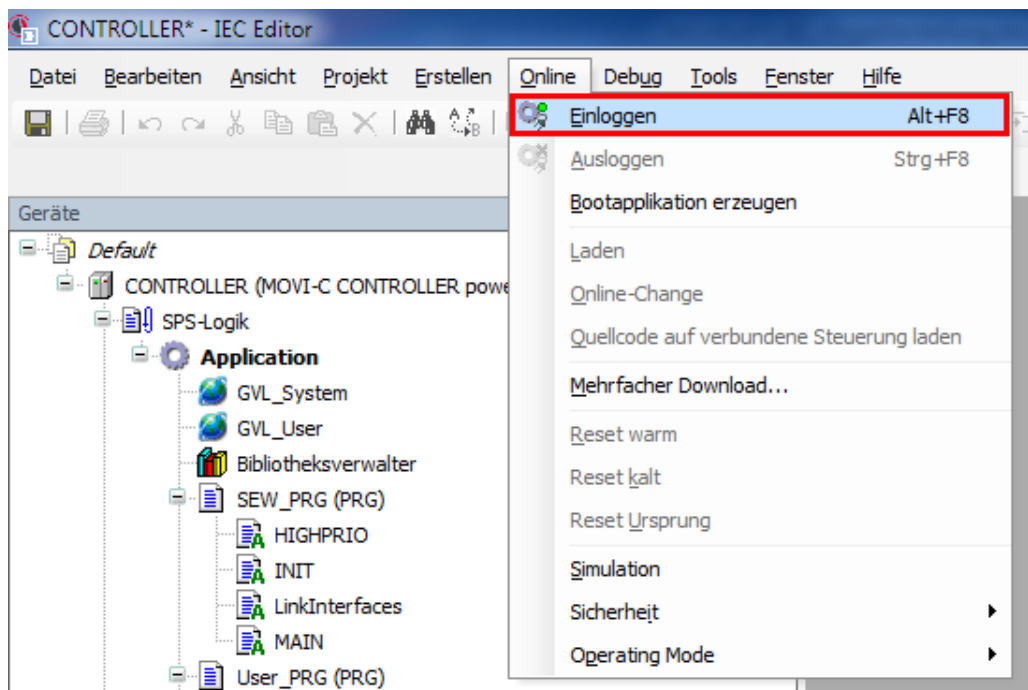 CONTROLLER* - IEC Editor
Datei Bearbeiten Ansicht Projekt Erstellen Online Debug Tools Fenster Hilfe
Einloggen Alt+F8
Ausloggen Strg+F8
Bootapplikation erzeugen
Laden
Online-Change
Quellcode auf verbundene Steuerung laden
Mehrfacher Download...
Reset warm
Reset kalt
Reset Ursprung
Simulation
Sicherheit
Operating Mode
Geräte
Default
CONTROLLER (MOVI-C CONTROLLER powe
SPS-Logik
Application
GVL_System
GVL_User
Bibliotheksverwalter
SEW_PRG (PRG)
HIGHPRIO
INIT
LinkInterfaces
MAIN
User_PRG (PRG)